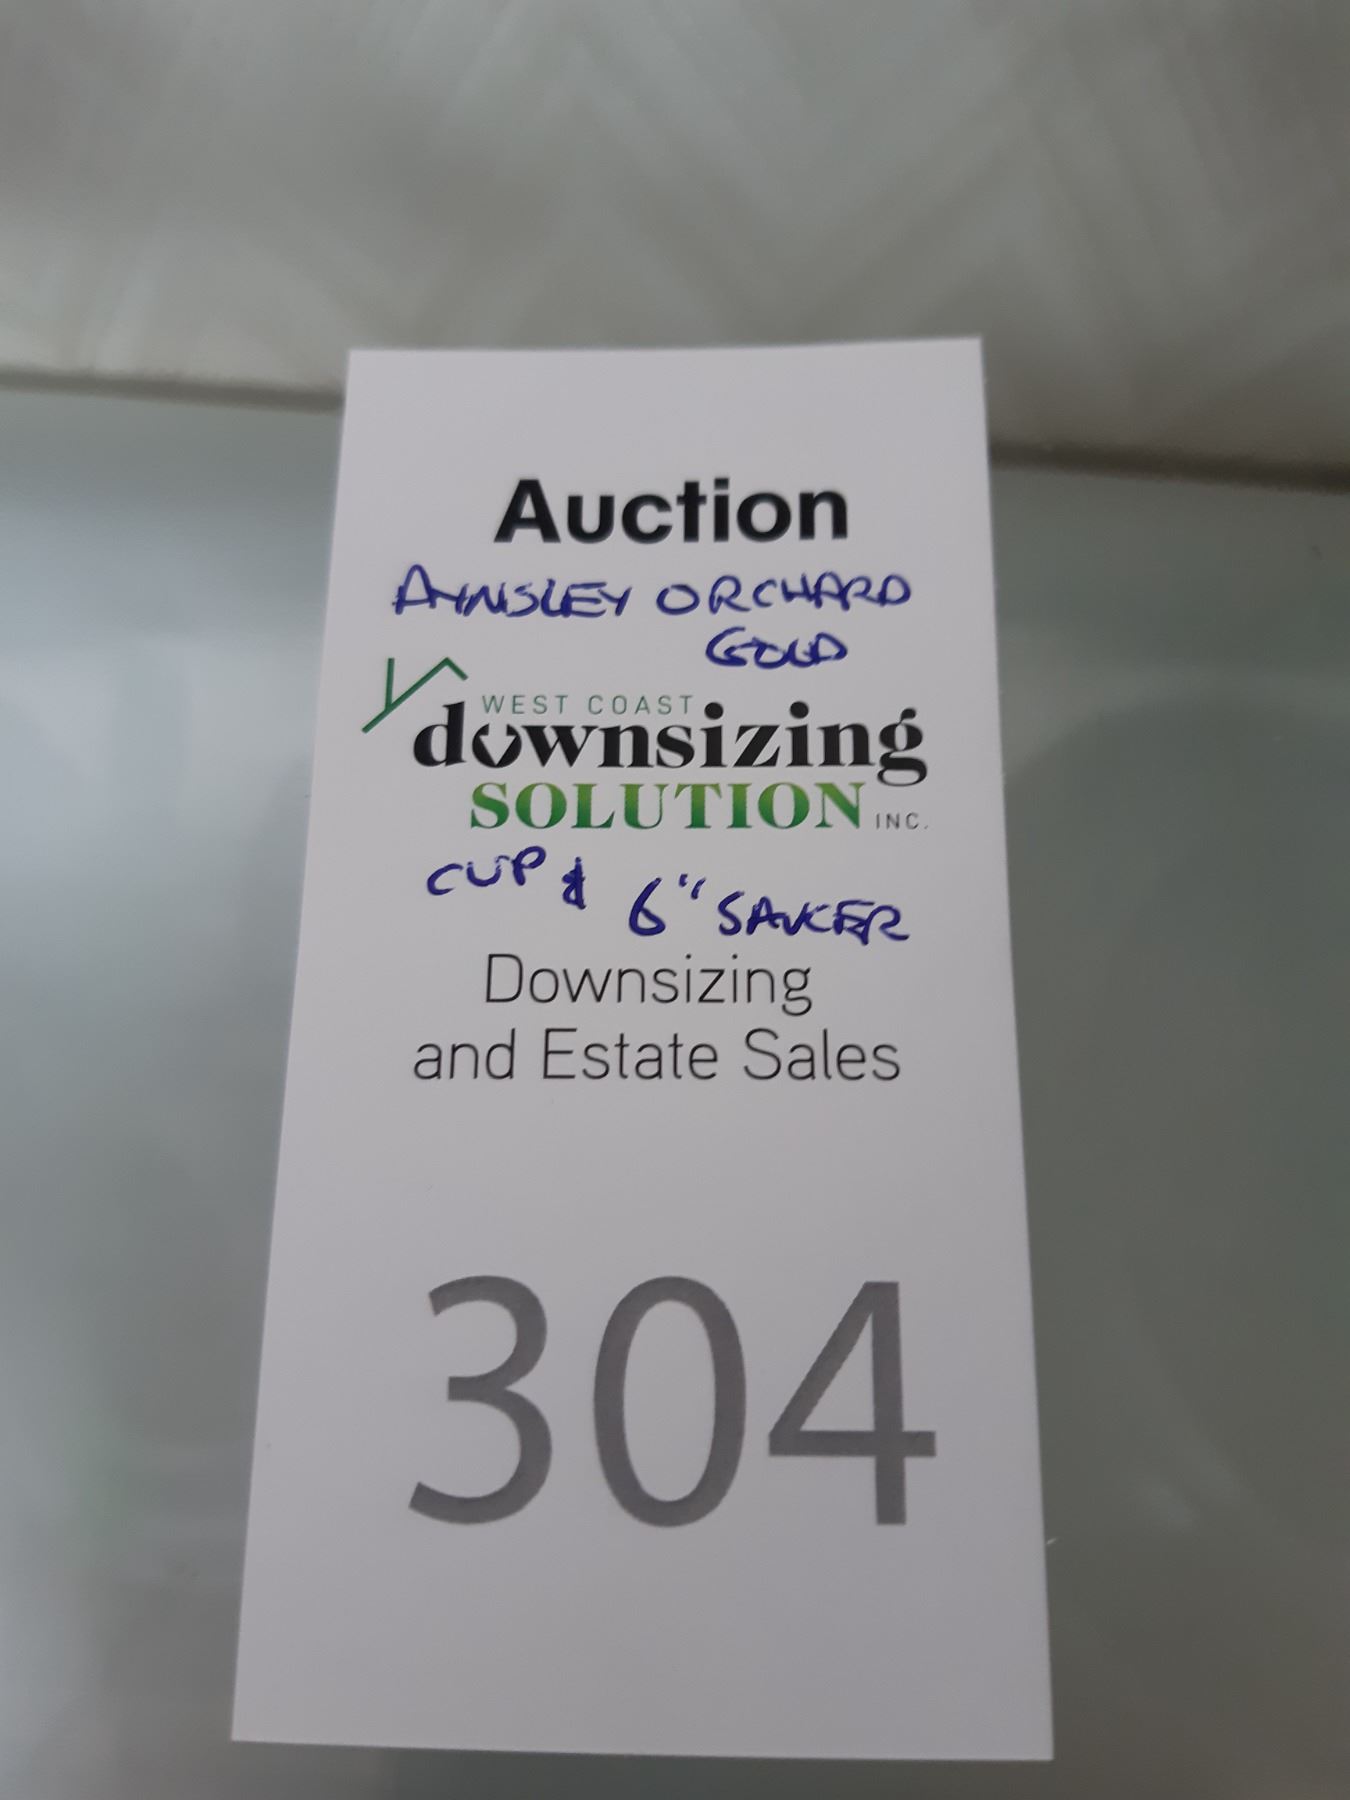 Auction
AYNSLEY ORCHARD
GOLD
WEST COAST
downsizing
SOLUTION INC.
CUP & 6" SAUCER
Downsizing
and Estate Sales
304